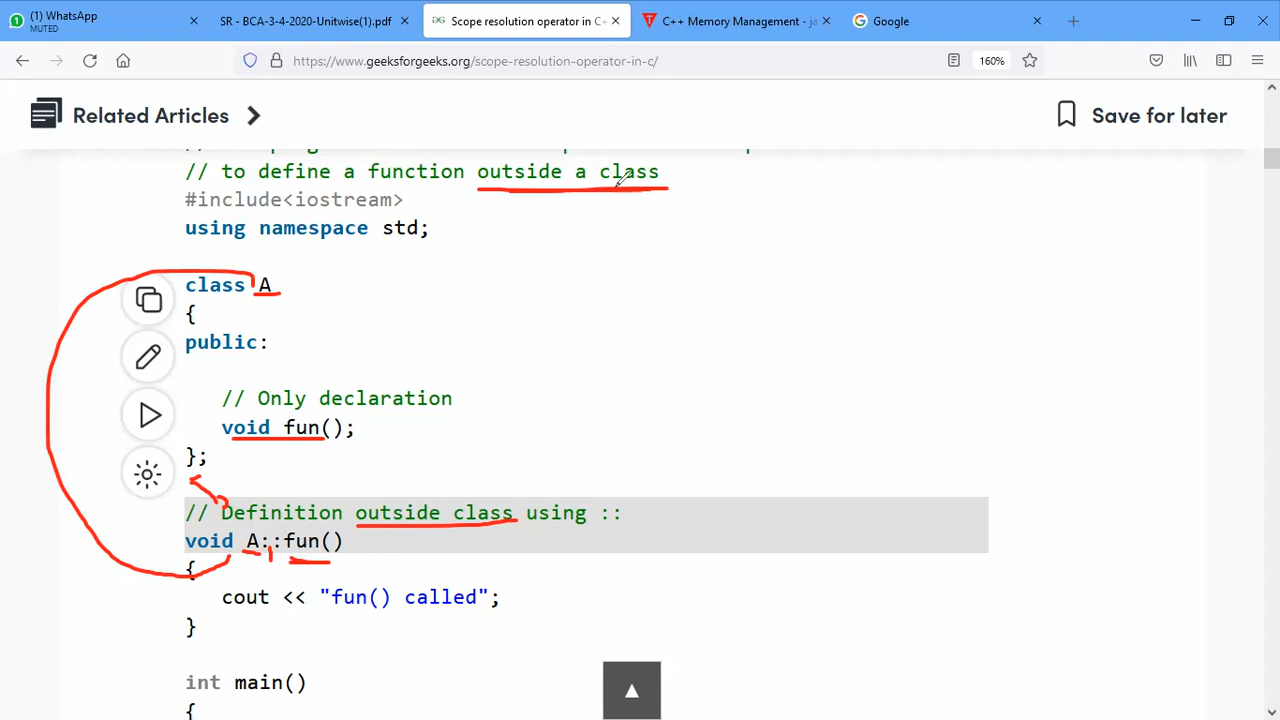 (1) WhatsApp
MUTED
SR - BCA-3-4-2020-Unitwise(1).pdf
Scope resolution operator in C+
C++ Memory Management - ja
Google
https://www.geeksforgeeks.org/scope-resolution-operator-in-c/
160%
Related Articles
Save for later
// to define a function outside a class
#include<iostream>
using namespace std;
class A
{
public:
// Only declaration
void fun();
};
// Definition outside class using ::
void A::fun()
{
cout << "fun() called";
}
int main()
{